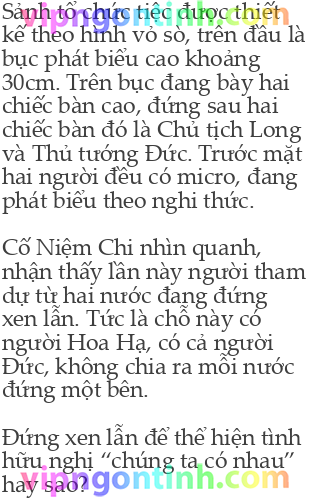 Sảnh tổ chức tiệc được thiết
kế theo hình vỏ sò, trên đầu là
bục phát biểu cao khoảng
30cm. Trên bục đang bày hai
chiếc bàn cao, đứng sau hai
chiếc bàn đó là Chủ tịch Long
và Thủ tướng Đức. Trước mặt
hai người đều có micro, đang
phát biểu theo nghi thức.

Cố Niệm Chi nhìn quanh,
nhận thấy lần này người tham
dự từ hai nước đang đứng
xen lẫn. Tức là chỗ này có
người Hoa Hạ, có cả người
Đức, không chia ra mỗi nước
đứng một bên.

Đứng xen lẫn để thể hiện tình
hữu nghị “chúng ta có nhau”
hay sao?
vipngontinh.com
vipngontinh.com